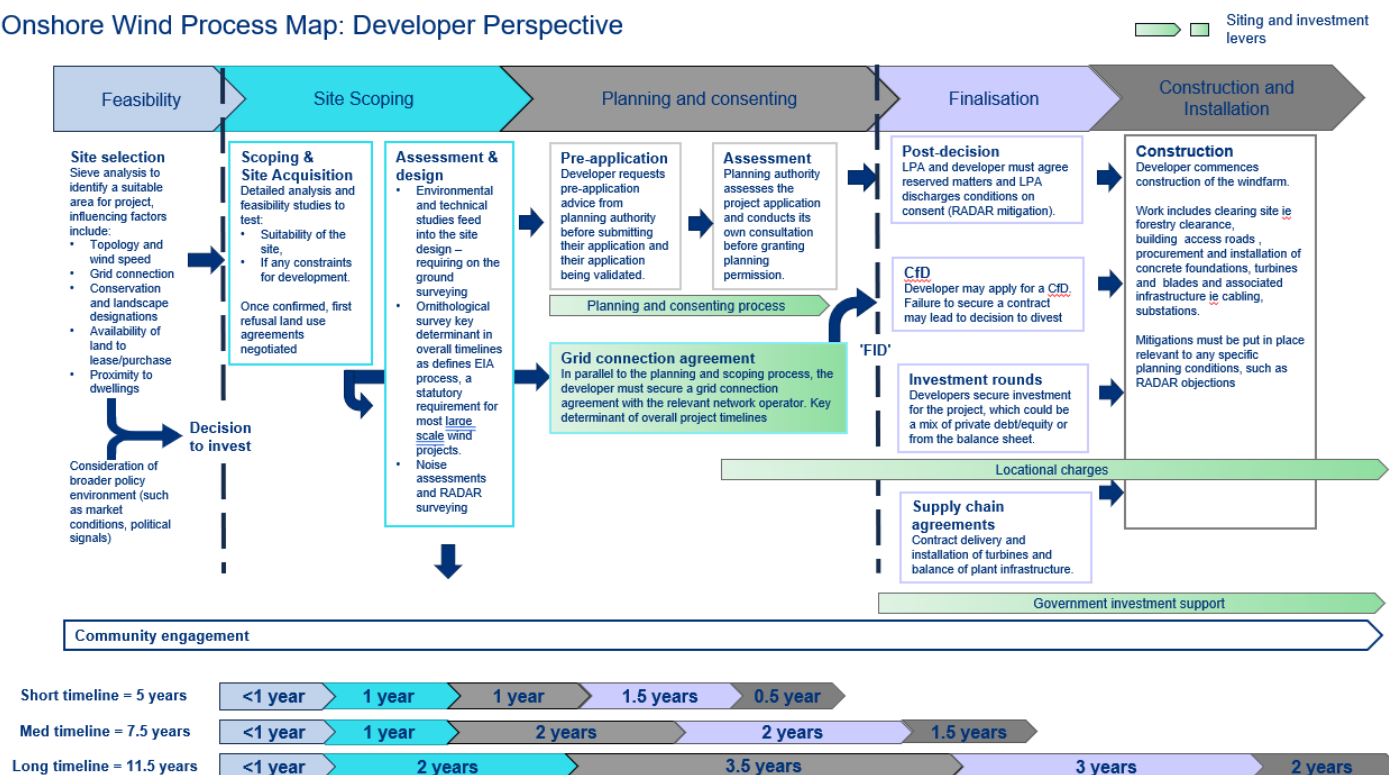 Onshore Wind Process Map: Developer Perspective
Siting and investment
levers
Feasibility
Site Scoping
Planning and consenting
Finalisation
Construction and
Installation
Site selection
Sieve analysis to
identify a suitable
area for project,
influencing factors
include:
• Topology and
wind speed
• Grid connection
• Conservation
and landscape
designations
• Availability of
land to
lease/purchase
• Proximity to
dwellings
Decision
to invest
Consideration of
broader policy
environment (such
as market
conditions, political
signals)
Scoping &
Site Acquisition
Detailed analysis and
feasibility studies to
test:
• Suitability of the
site,
• If any constraints
for development.
Once confirmed, first
refusal land use
agreements
negotiated
Assessment &
design
• Environmental
and technical
studies feed
into the site
design –
requiring on the
ground
surveying
• Ornithological
survey key
determinant in
overall timelines
as defines EIA
process, a
statutory
requirement for
most large
scale wind
projects.
• Noise
assessments
and RADAR
surveying
Pre-application
Developer requests
pre-application
advice from
planning authority
before submitting
their application and
their application
being validated.
Assessment
Planning authority
assesses the
project application
and conducts its
own consultation
before granting
planning
permission.
Planning and consenting process
Grid connection agreement
In parallel to the planning and scoping process, the
developer must secure a grid connection
agreement with the relevant network operator. Key
determinant of overall project timelines
'FID'
Post-decision
LPA and developer must agree
reserved matters and LPA
discharges conditions on
consent (RADAR mitigation).
CfD
Developer may apply for a CfD.
Failure to secure a contract
may lead to decision to divest
Investment rounds
Developers secure investment
for the project, which could be
a mix of private debt/equity or
from the balance sheet.
Locational charges
Supply chain
agreements
Contract delivery and
installation of turbines and
balance of plant infrastructure.
Construction
Developer commences
construction of the windfarm.
Work includes clearing site ie
forestry clearance,
building access roads ,
procurement and installation of
concrete foundations, turbines
and blades and associated
infrastructure ie cabling,
substations.
Mitigations must be put in place
relevant to any specific
planning conditions, such as
RADAR objections
Government investment support
Community engagement
Short timeline = 5 years <1 year 1 year 1 year 1.5 years 0.5 year
Med timeline = 7.5 years <1 year 1 year 2 years 2 years 1.5 years
Long timeline = 11.5 years <1 year 2 years 3.5 years 3 years 2 years